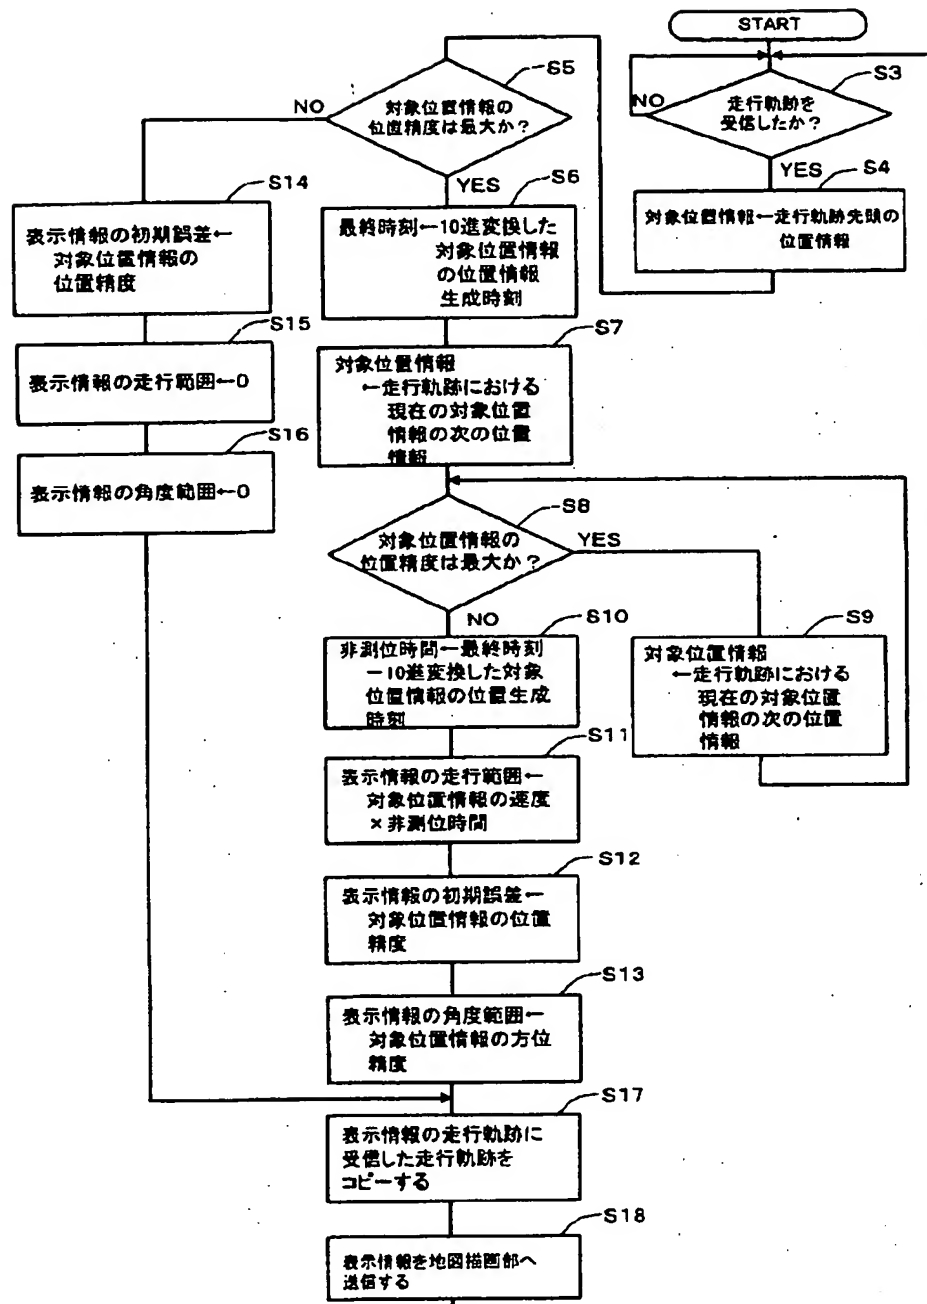 START
S3
走行軌跡を
受信したか？
NO
YES
S4
対象位置情報←走行軌跡先頭の
位置情報
S5
対象位置情報の
位置精度は最大か？
NO
YES
S6
最終時刻←10進変換した
対象位置情報
の位置情報
生成時刻
S7
対象位置情報
←走行軌跡における
現在の対象位置
情報の次の位置
情報
S8
対象位置情報の
位置精度は最大か？
YES
NO
S9
対象位置情報
←走行軌跡における
現在の対象位置
情報の次の位置
情報
S10
非測位時間←最終時刻
－10進変換した対象
位置情報の位置生成
時刻
S11
表示情報の走行範囲←
対象位置情報の速度
×非測位時間
S12
表示情報の初期誤差←
対象位置情報の位置
精度
S13
表示情報の角度範囲←
対象位置情報の方位
精度
S14
表示情報の初期誤差←
対象位置情報の
位置精度
S15
表示情報の走行範囲←0
S16
表示情報の角度範囲←0
S17
表示情報の走行軌跡に
受信した走行軌跡を
コピーする
S18
表示情報を地図描画部へ
送信する